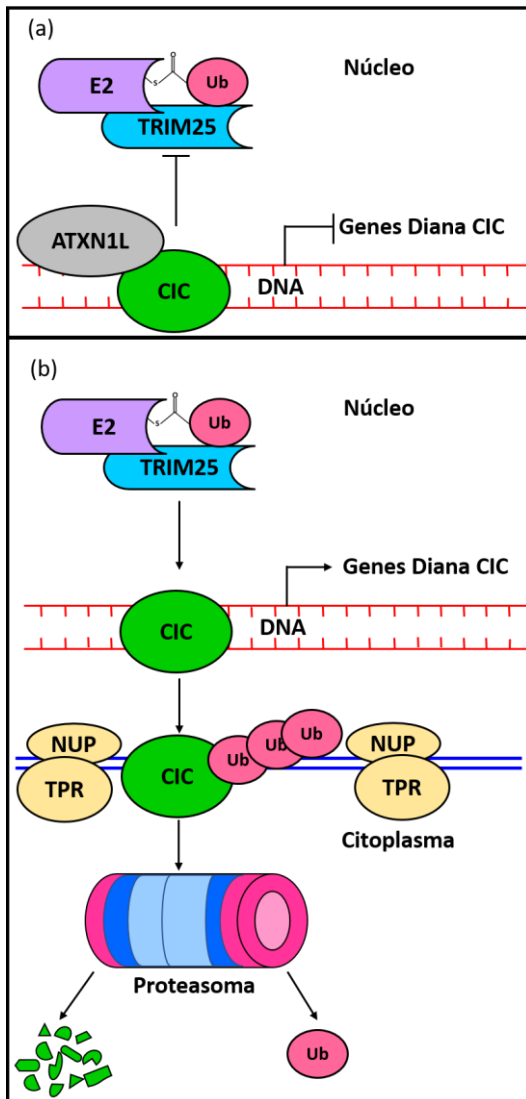 (a)
E2
S
O
Ub
Núcleo
TRIM25
ATXN1L
Genes Diana CIC
CIC
DNA
(b)
E2
S
O
Ub
Núcleo
TRIM25
Genes Diana CIC
CIC
DNA
NUP
TPR
CIC
Ub
Ub
Ub
NUP
TPR
Citoplasma
Proteasoma
Ub